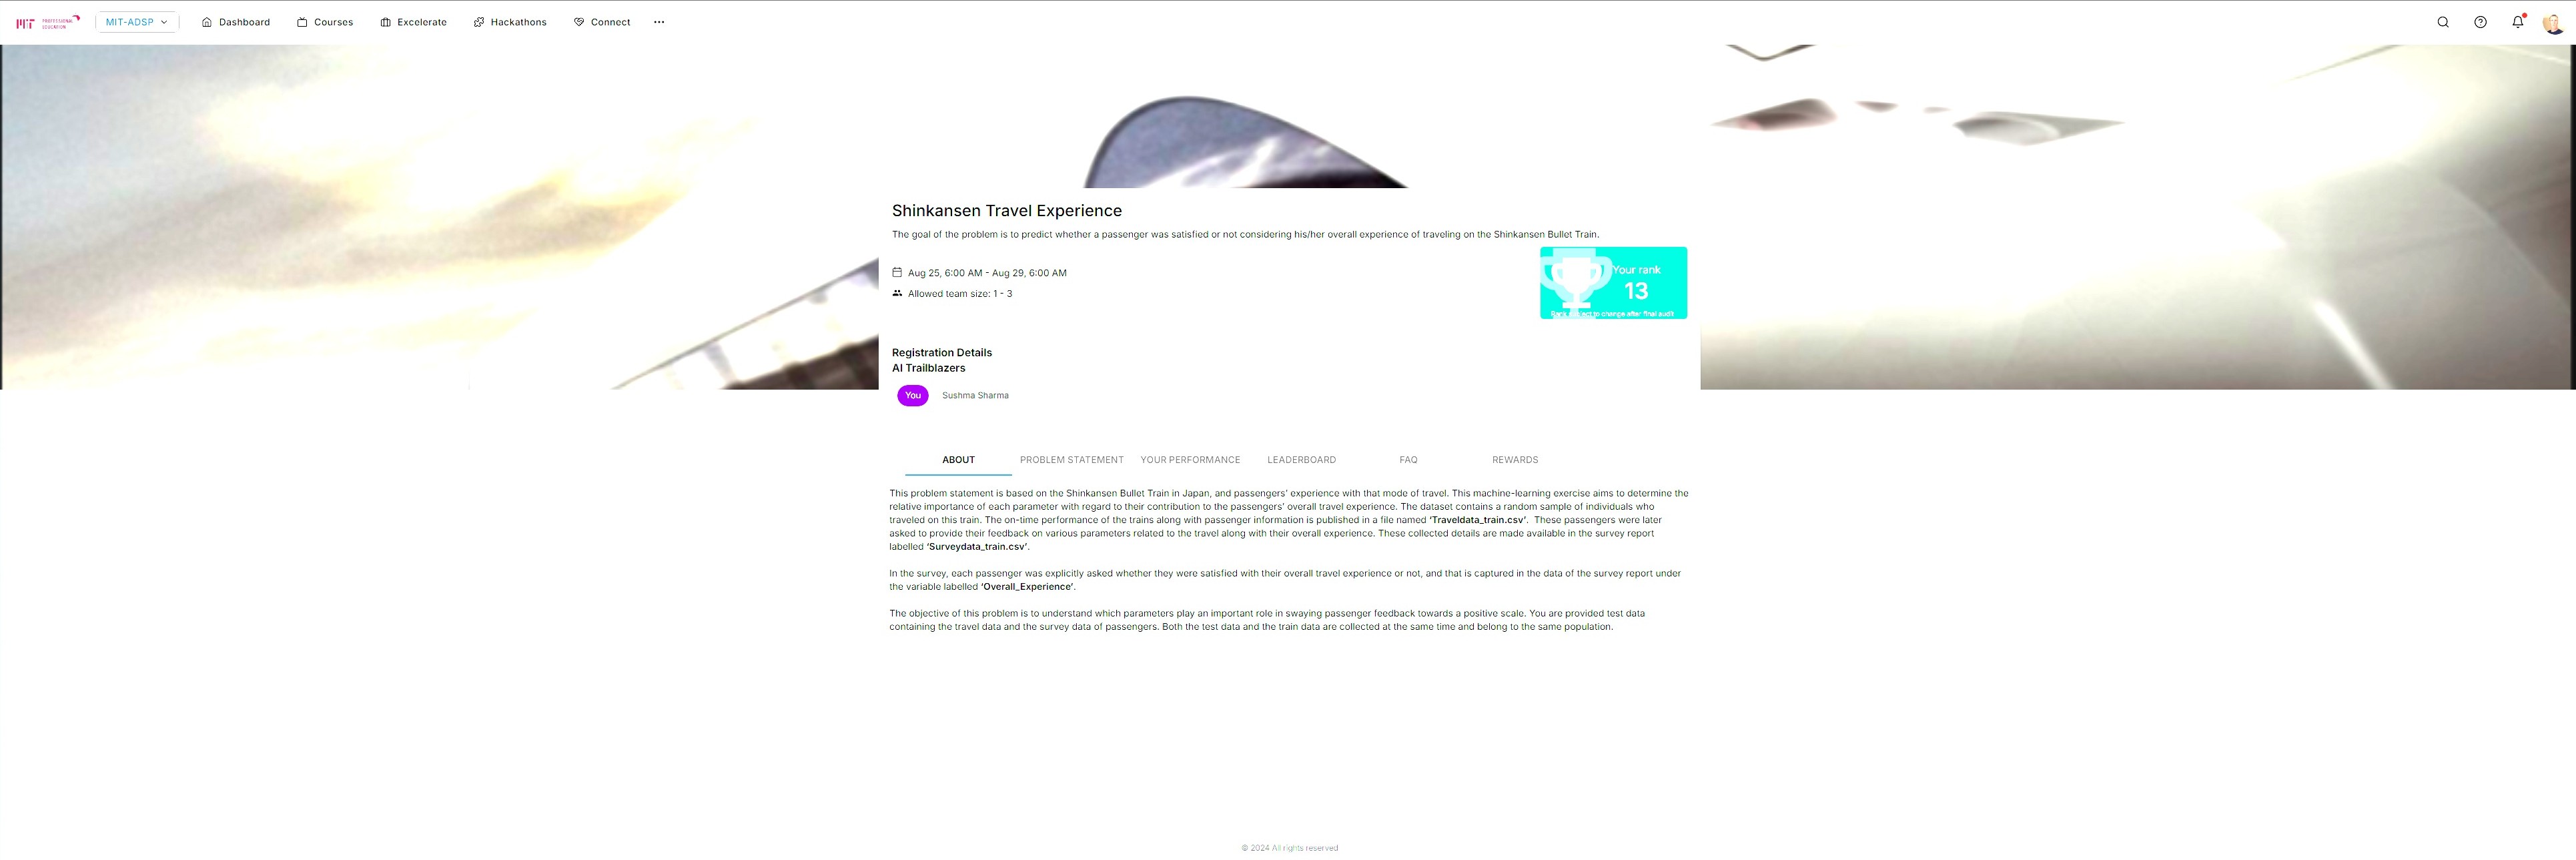 MIT PROFESSIONAL EDUCATION
MIT-ADSP Dashboard Courses Excelerate Hackathons Connect ...
Shinkansen Travel Experience
The goal of the problem is to predict whether a passenger was satisfied or not considering his/her overall experience of traveling on the Shinkansen Bullet Train.
Aug 25, 6:00 AM - Aug 29, 6:00 AM
Allowed team size: 1 - 3
Your rank
13
Rank subject to change after final audit
Registration Details
AI Trailblazers
You Sushma Sharma
ABOUT PROBLEM STATEMENT YOUR PERFORMANCE LEADERBOARD FAQ REWARDS
This problem statement is based on the Shinkansen Bullet Train in Japan, and passengers' experience with that mode of travel. This machine-learning exercise aims to determine the
relative importance of each parameter with regard to their contribution to the passengers' overall travel experience. The dataset contains a random sample of individuals who
traveled on this train. The on-time performance of the trains along with passenger information is published in a file named ‘Traveldata_train.csv’. These passengers were later
asked to provide their feedback on various parameters related to the travel along with their overall experience. These collected details are made available in the survey report
labelled ‘Surveydata_train.csv’.
In the survey, each passenger was explicitly asked whether they were satisfied with their overall travel experience or not, and that is captured in the data of the survey report under
the variable labelled ‘Overall_Experience’.
The objective of this problem is to understand which parameters play an important role in swaying passenger feedback towards a positive scale. You are provided test data
containing the travel data and the survey data of passengers. Both the test data and the train data are collected at the same time and belong to the same population.
© 2024 All rights reserved